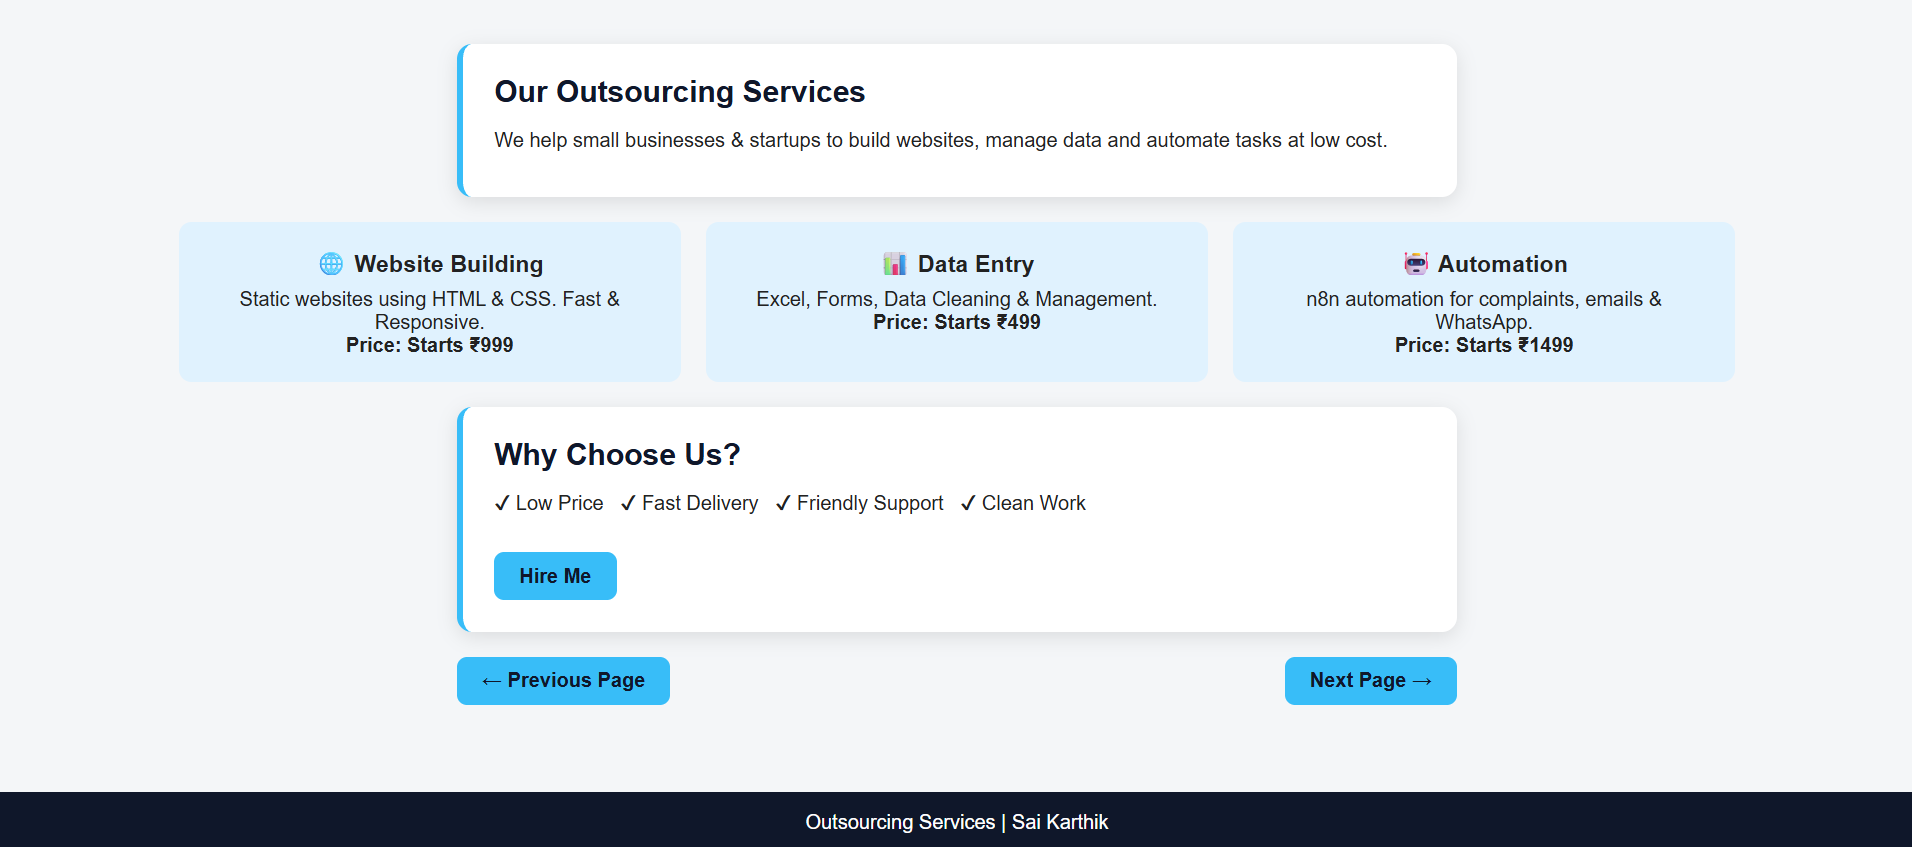 Our Outsourcing Services
We help small businesses & startups to build websites, manage data and automate tasks at low cost.
🌐 Website Building
Static websites using HTML & CSS. Fast &
Responsive.
Price: Starts ₹999
📊 Data Entry
Excel, Forms, Data Cleaning & Management.
Price: Starts ₹499
🤖 Automation
n8n automation for complaints, emails &
WhatsApp.
Price: Starts ₹1499
Why Choose Us?
✔ Low Price ✔ Fast Delivery ✔ Friendly Support ✔ Clean Work
Hire Me
← Previous Page
Next Page →
Outsourcing Services | Sai Karthik